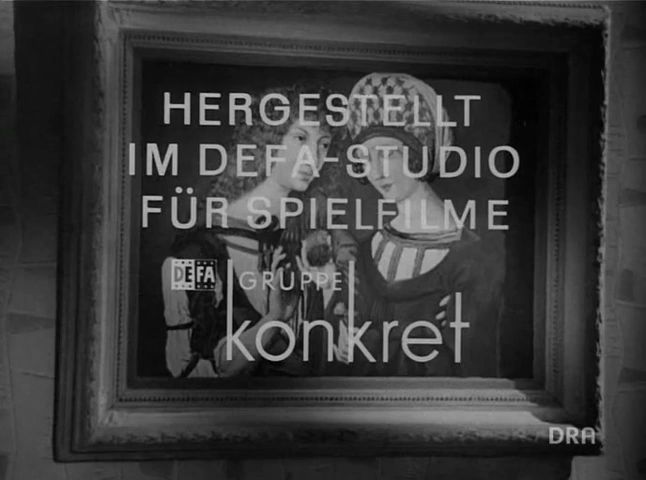 HERGESTELLT
IM DEFA-STUDIO
FÜR SPIELFILME
DEFA GRUPPE
konkret
DRA